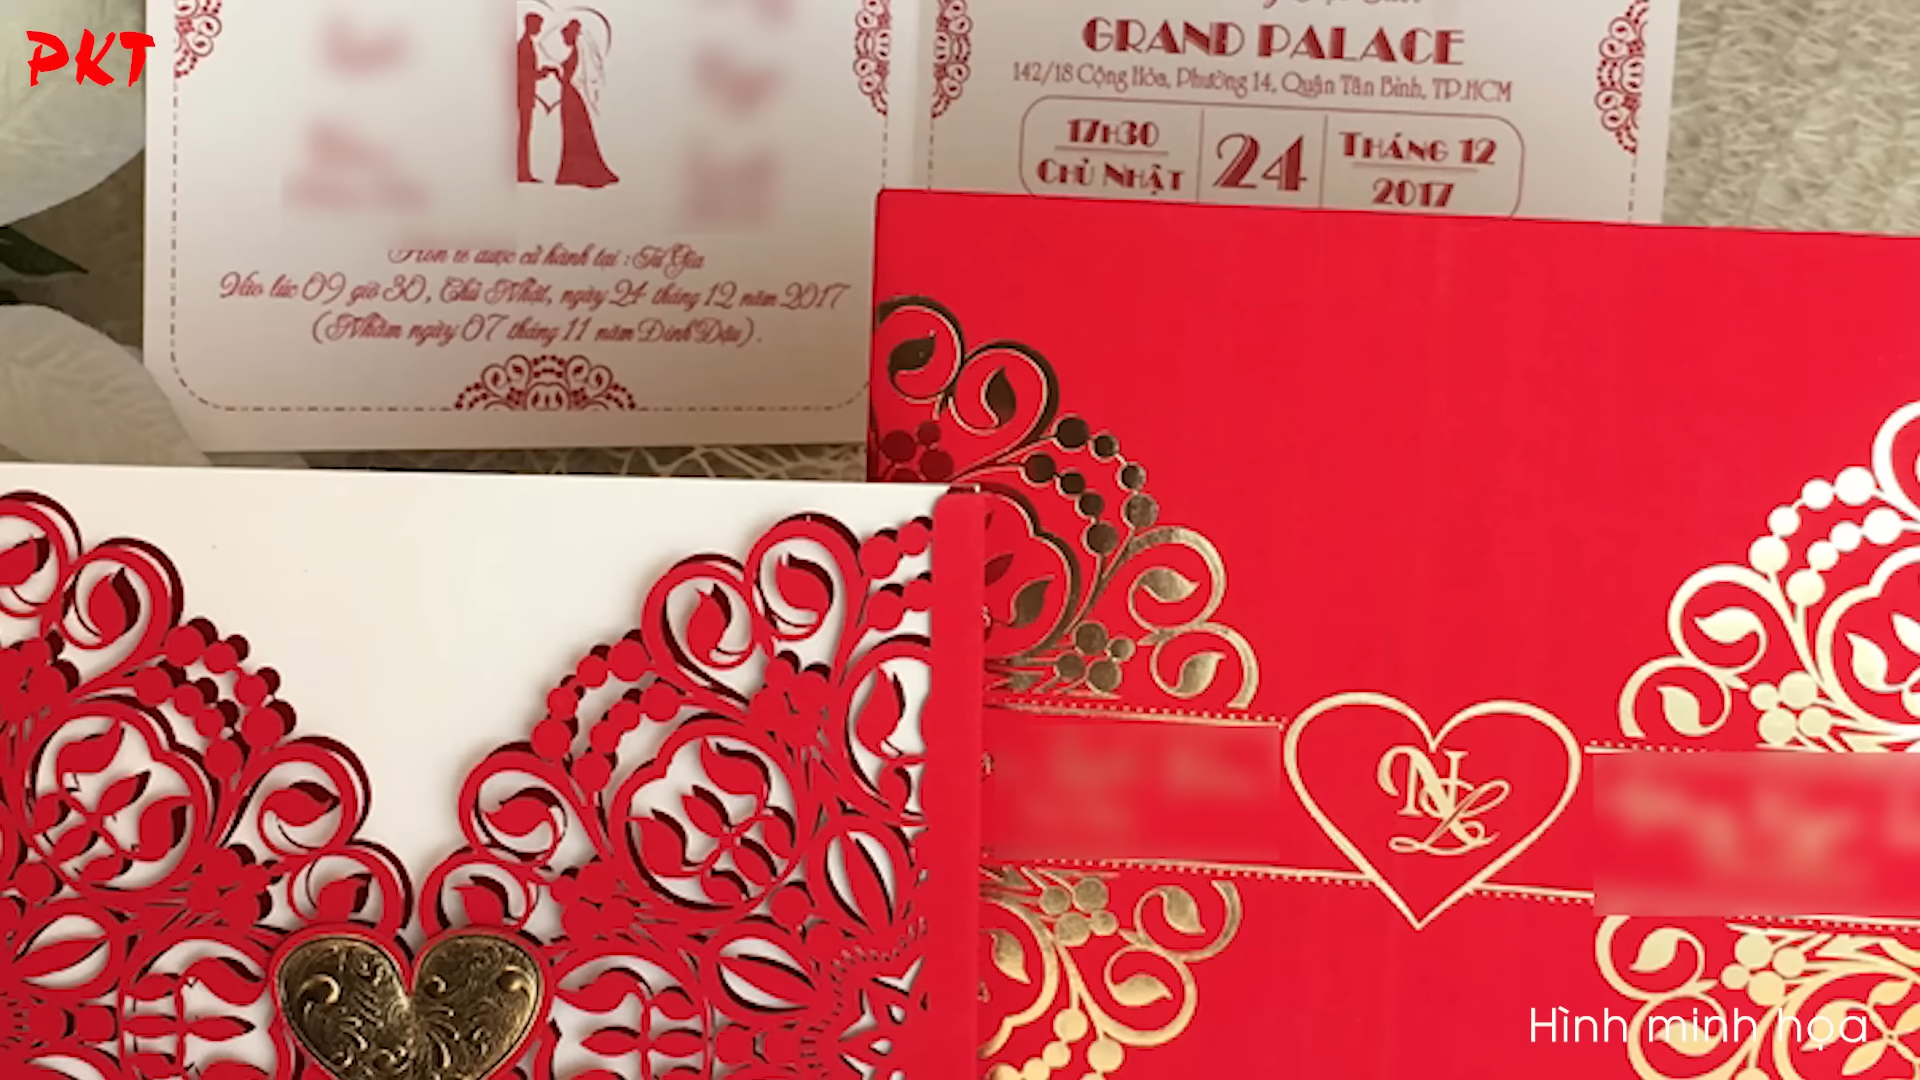 PKT
GRAND PALACE
142/18 Cộng Hòa, Phường 14, Quận Tân Bình, TP.HCM
17H30
CHỦ NHẬT
24
THÁNG 12
2017
Hôn lễ được cử hành tại : Tư Gia
Vào lúc 09 giờ 30, Chủ Nhật, ngày 24 tháng 12 năm 2017
(Nhằm ngày 07 tháng 11 năm Đinh Dậu).
NL
Hình minh họa